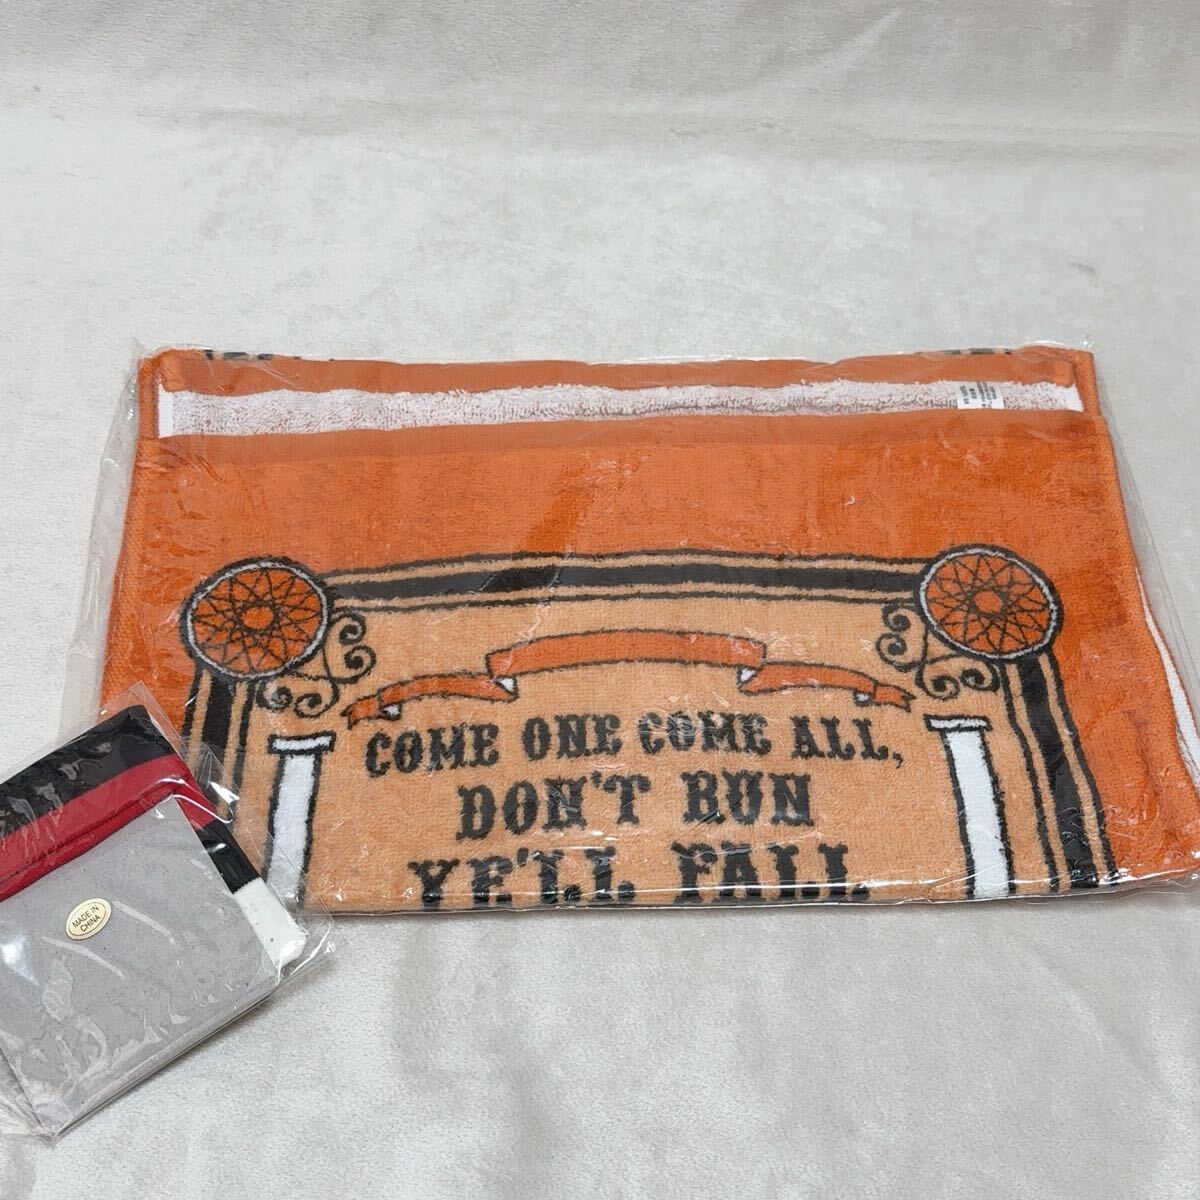 COME ONE COME ALL,
DON'T RUN
YE'LL FALL
MADE IN
CHINA